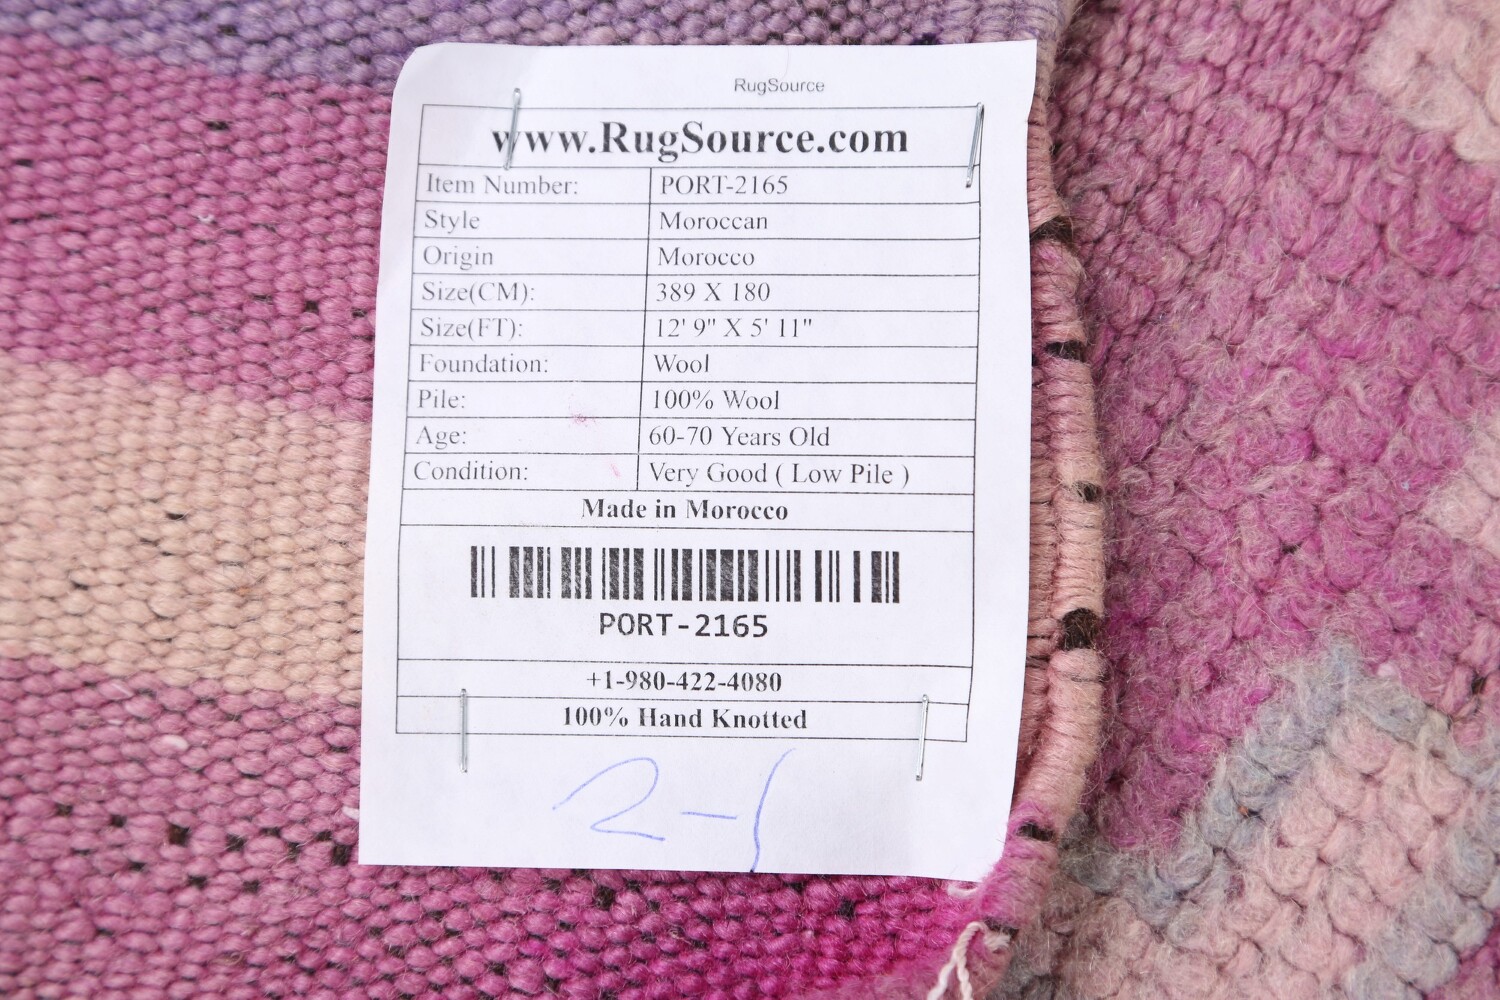 RugSource
www.RugSource.com
Item Number: PORT-2165
Style Moroccan
Origin Morocco
Size(CM): 389 X 180
Size(FT): 12' 9" X 5' 11"
Foundation: Wool
Pile: 100% Wool
Age: 60-70 Years Old
Condition: Very Good ( Low Pile )
Made in Morocco
PORT-2165
+1-980-422-4080
100% Hand Knotted
2-1